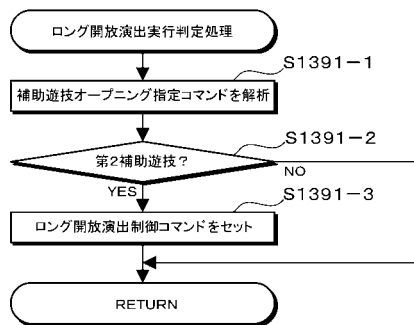 ロング開放演出実行判定処理
S1391-1
補助遊技オープニング指定コマンドを解析
S1391-2
第2補助遊技?
NO
YES
S1391-3
ロング開放演出制御コマンドをセット
RETURN